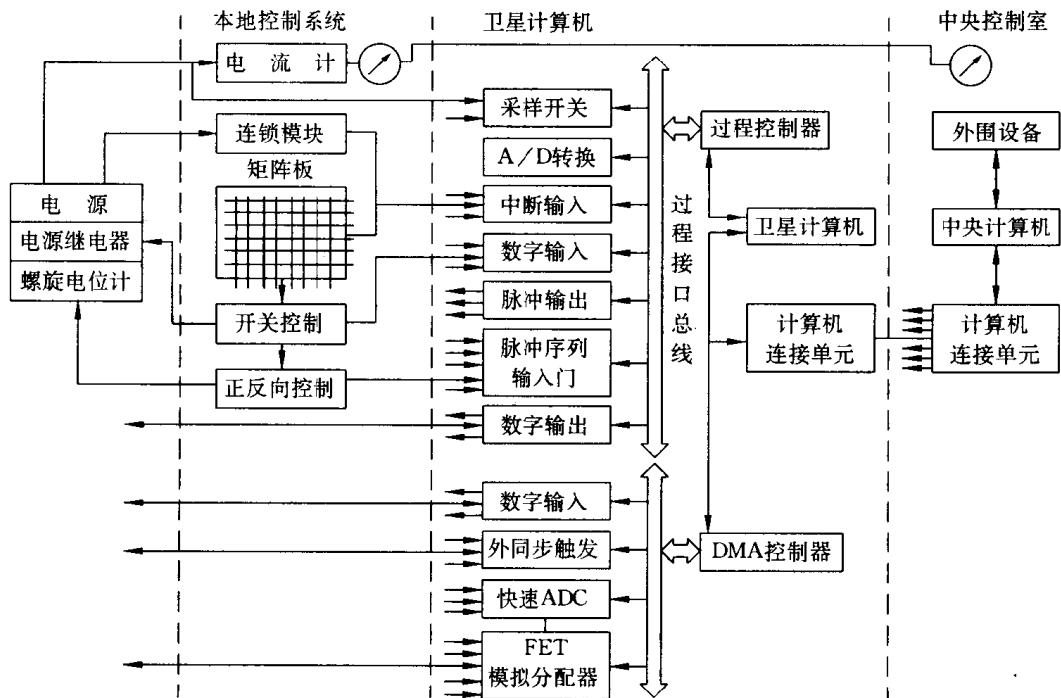 本地控制系统
卫星计算机
中央控制室
电流计
采样开关
过程控制器
外围设备
连锁模块
A/D转换
矩阵板
中断输入
电源
电源继电器
螺旋电位计
数字输入
过程接口总线
卫星计算机
中央计算机
脉冲输出
开关控制
脉冲序列
输入门
计算机
连接单元
计算机
连接单元
正反向控制
数字输出
数字输入
外同步触发
DMA控制器
快速ADC
FET
模拟分配器